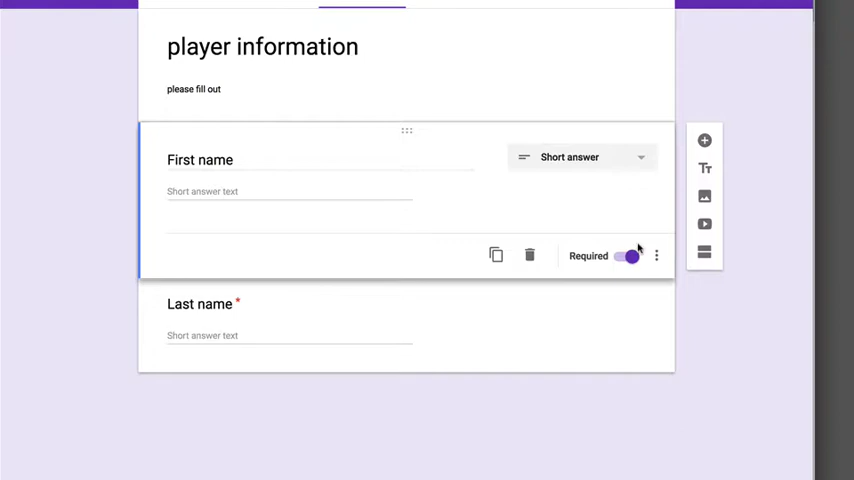 player information
please fill out
First name
Short answer
Short answer text
Required
Last name *
Short answer text